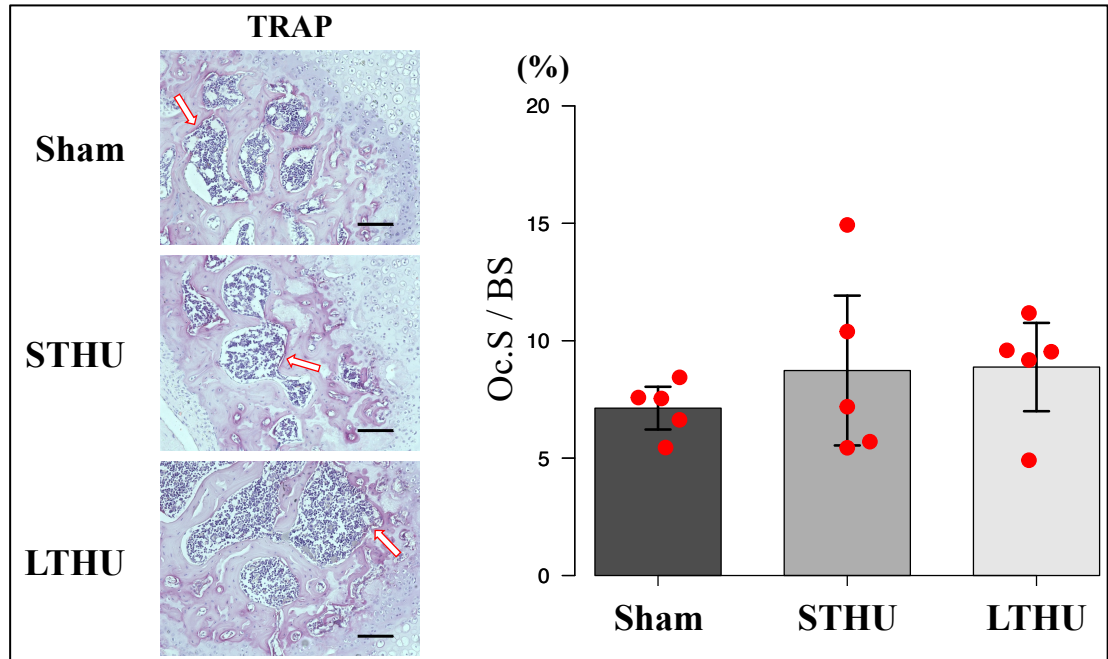 TRAP
Sham
STHU
LTHU
(%)
Oc.S / BS
20
15
10
5
0
Sham STHU LTHU